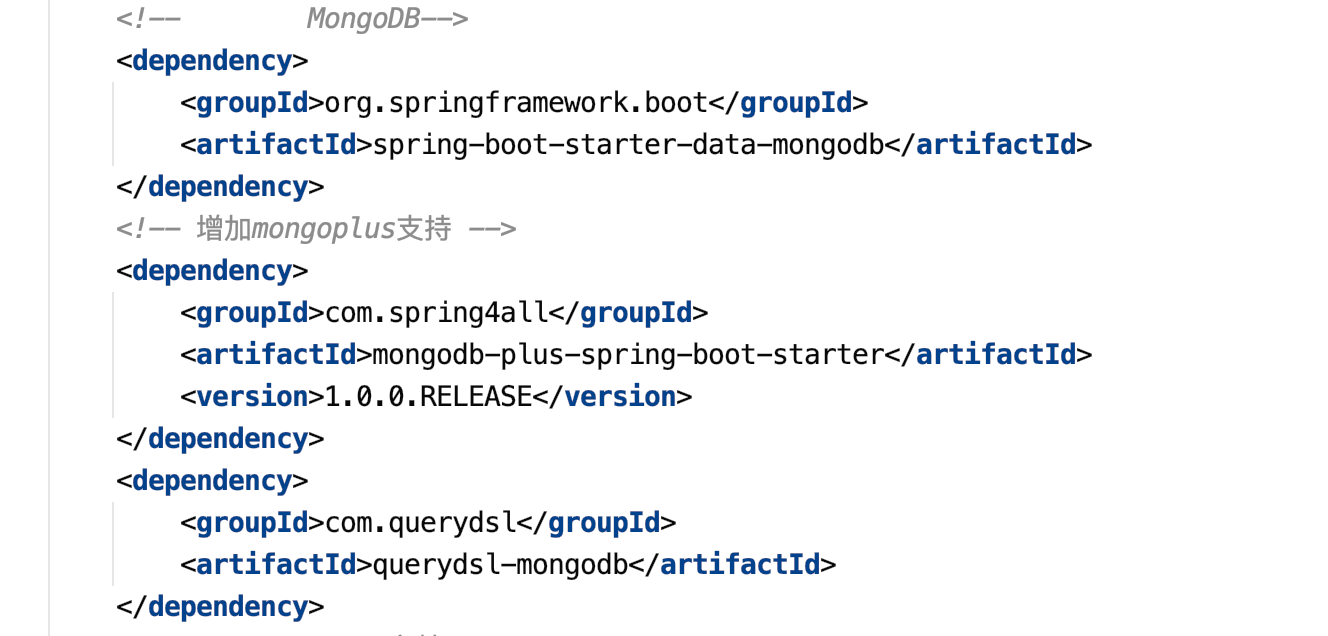 <!--        MongoDB-->
<dependency>
    <groupId>org.springframework.boot</groupId>
    <artifactId>spring-boot-starter-data-mongodb</artifactId>
</dependency>
<!-- 增加mongoplus支持 -->
<dependency>
    <groupId>com.spring4all</groupId>
    <artifactId>mongodb-plus-spring-boot-starter</artifactId>
    <version>1.0.0.RELEASE</version>
</dependency>
<dependency>
    <groupId>com.querydsl</groupId>
    <artifactId>querydsl-mongodb</artifactId>
</dependency>